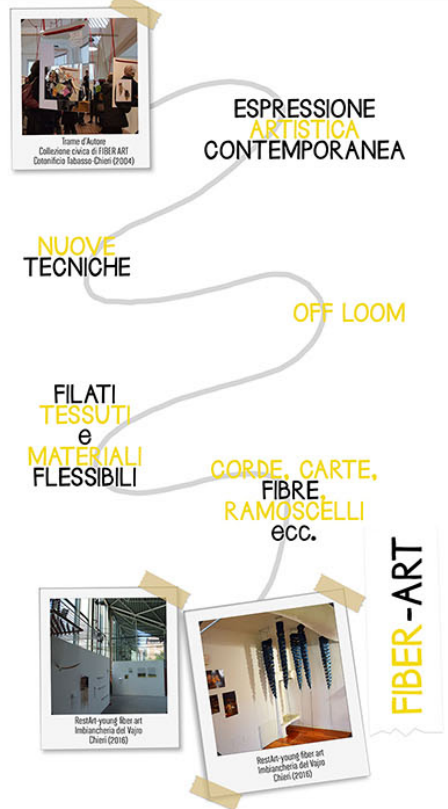 Trame d'Autore
Collezione civica di FIBER ART
Cotonificio Tabasso-Chieri (2004)
ESPRESSIONE
ARTISTICA
CONTEMPORANEA
NUOVE
TECNICHE
OFF LOOM
FILATI
TESSUTI
e
MATERIALI
FLESSIBILI
CORDE, CARTE,
FIBRE,
RAMOSCELLI
ecc.
FIBER-ART
RestArt-young fiber art
Imbiancheria del Vajro
Chieri (2016)
RestArt-young fiber art
Imbiancheria del Vajro
Chieri (2016)